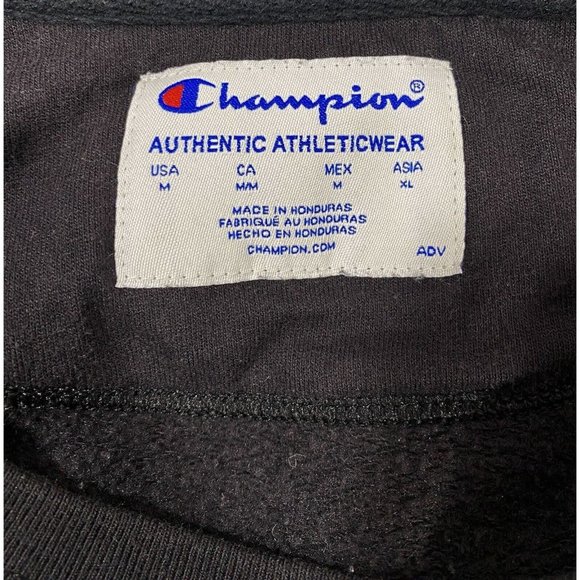 Champion®
AUTHENTIC ATHLETICWEAR
USA CA MEX ASIA
M M/M M XL
MADE IN HONDURAS
FABRIQUÉ AU HONDURAS
HECHO EN HONDURAS
CHAMPION.COM
ADV